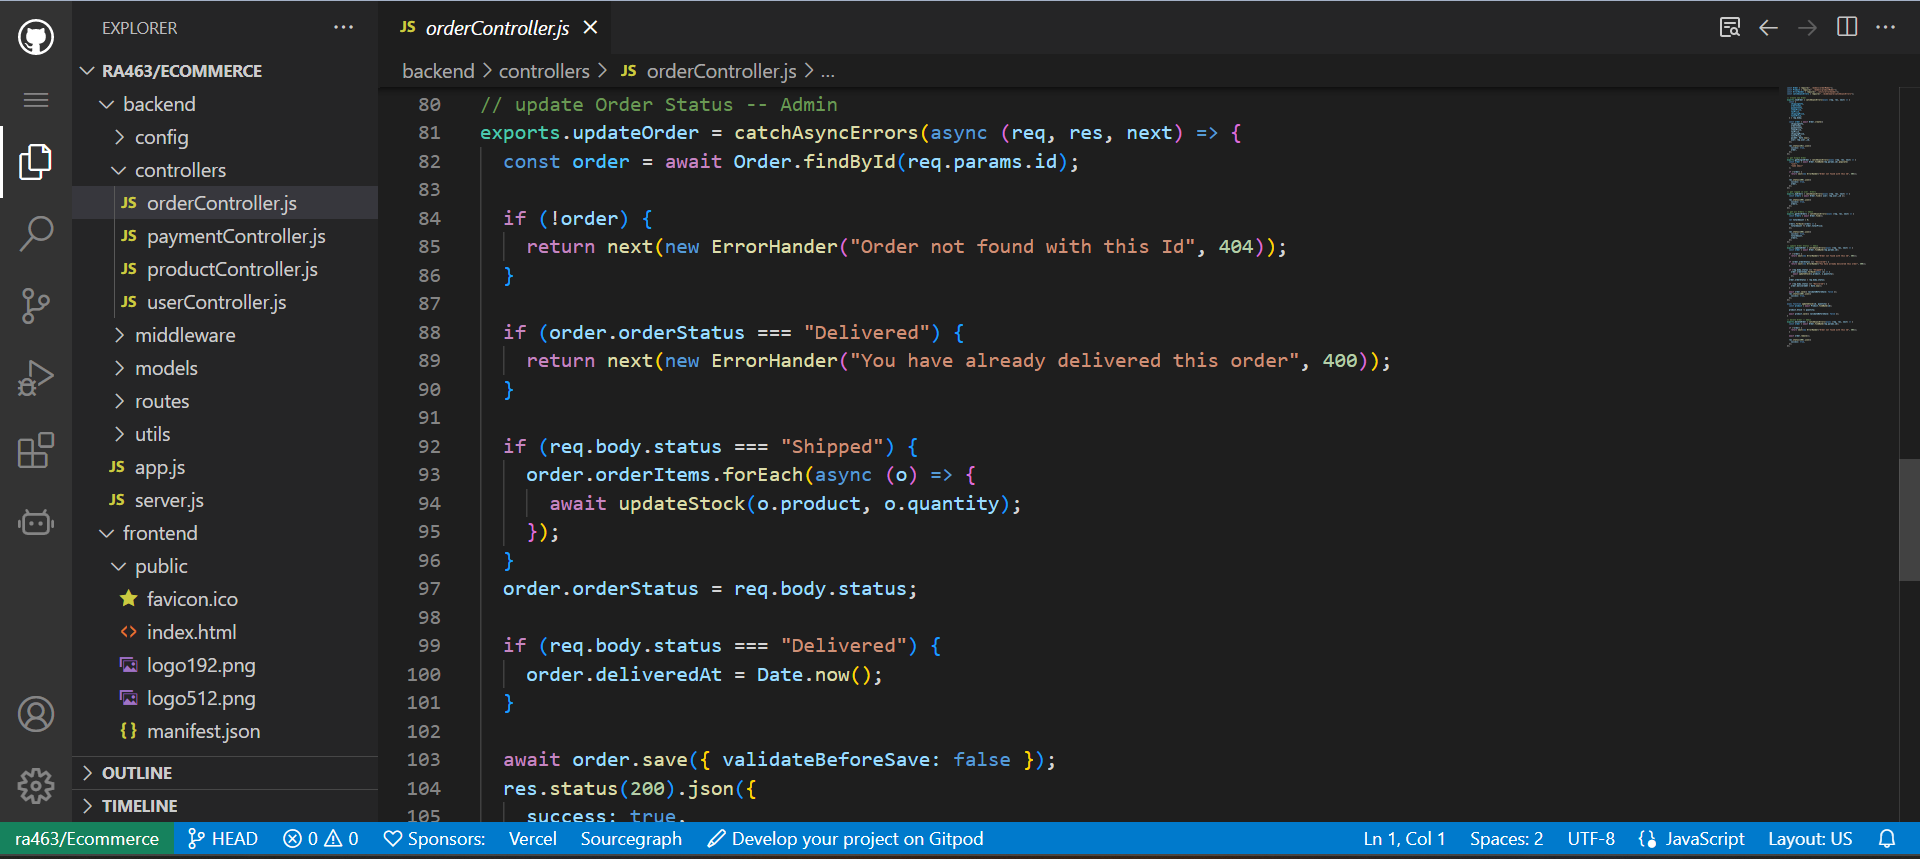 EXPLORER
RA463/ECOMMERCE
backend
config
controllers
JS orderController.js
JS paymentController.js
JS productController.js
JS userController.js
middleware
models
routes
utils
JS app.js
JS server.js
frontend
public
favicon.ico
<> index.html
logo192.png
logo512.png
{} manifest.json
OUTLINE
TIMELINE
JS orderController.js
backend > controllers > JS orderController.js > ...
80 // update Order Status -- Admin
81 exports.updateOrder = catchAsyncErrors(async (req, res, next) => {
82   const order = await Order.findById(req.params.id);
83
84   if (!order) {
85     return next(new ErrorHander("Order not found with this Id", 404));
86   }
87
88   if (order.orderStatus === "Delivered") {
89     return next(new ErrorHander("You have already delivered this order", 400));
90   }
91
92   if (req.body.status === "Shipped") {
93     order.orderItems.forEach(async (o) => {
94       await updateStock(o.product, o.quantity);
95     });
96   }
97   order.orderStatus = req.body.status;
98
99   if (req.body.status === "Delivered") {
100     order.deliveredAt = Date.now();
101   }
102
103   await order.save({ validateBeforeSave: false });
104   res.status(200).json({
105     success: true,
ra463/Ecommerce HEAD 0 0 Sponsors: Vercel Sourcegraph Develop your project on Gitpod Ln 1, Col 1 Spaces: 2 UTF-8 {} JavaScript Layout: US